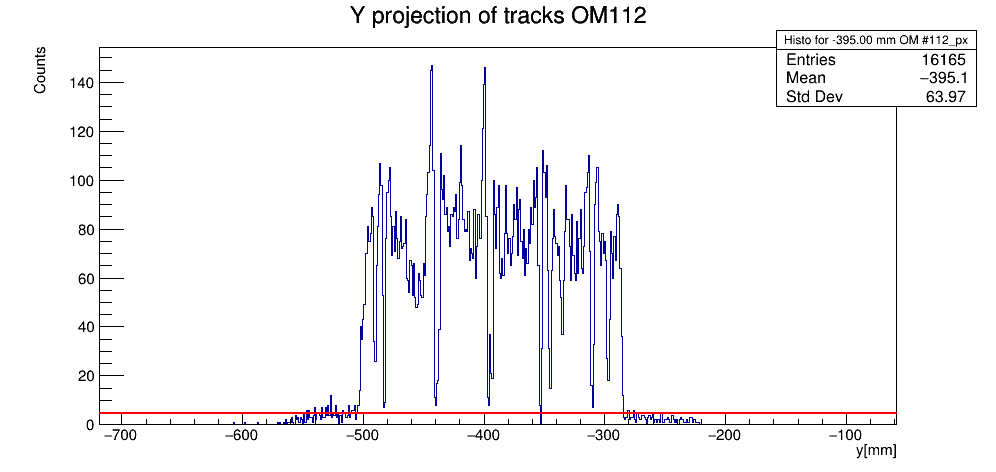 Y projection of tracks OM112
Histo for -395.00 mm OM #112_px
Entries 16165
Mean −395.1
Std Dev 63.97
Counts
140
120
100
80
60
40
20
0
−700 −600 −500 −400 −300 −200 −100
y[mm]